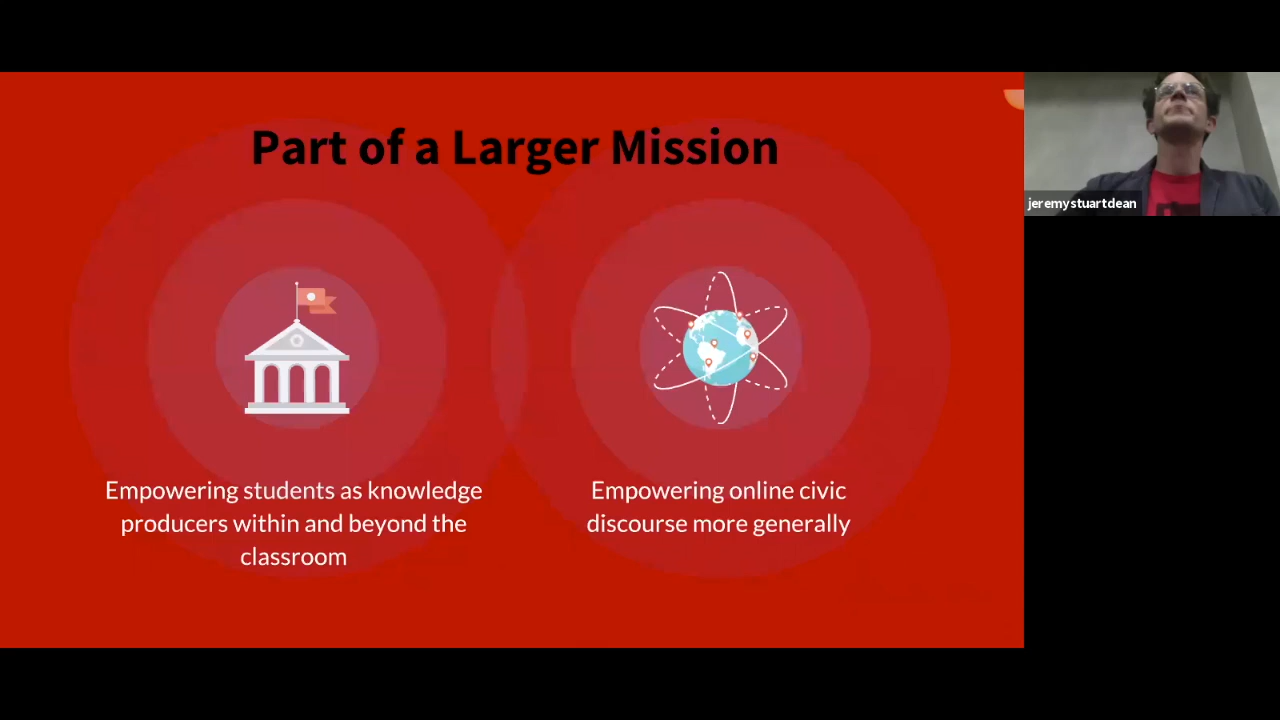 Part of a Larger Mission
jeremystuartdean
Empowering students as knowledge
producers within and beyond the
classroom
Empowering online civic
discourse more generally